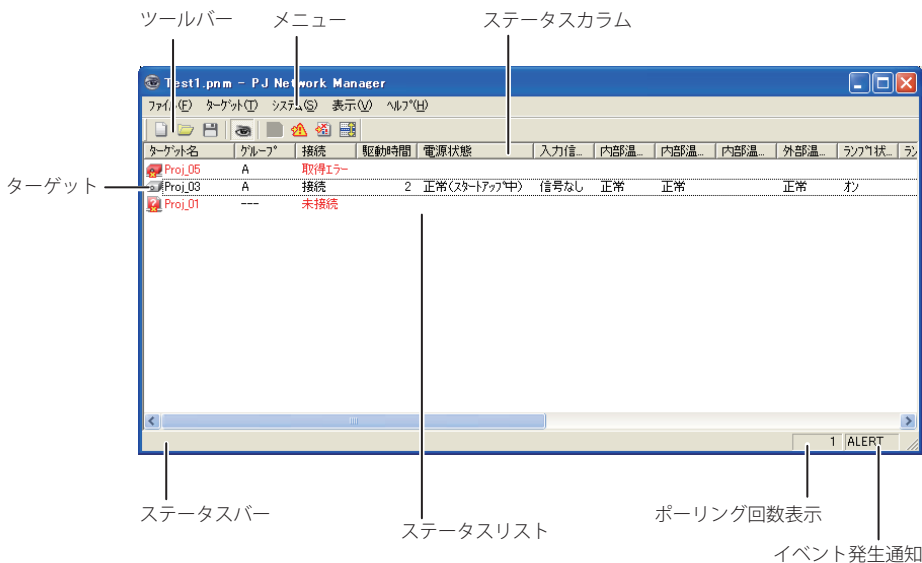 ツールバー メニュー ステータスカラム
Test1.pnm - PJ Network Manager
ファイル(F) ターゲット(T) システム(S) 表示(V) ヘルプ(H)
ターゲット名 グループ 接続 駆動時間 電源状態 入力信... 内部温... 内部温... 内部温... 外部温... ランプ1状... ラン
Proj_05 A 取得エラー
ターゲット
Proj_03 A 接続 2 正常(スタートアップ中) 信号なし 正常 正常 正常 オン
Proj_01 --- 未接続
1 ALERT
ステータスバー ステータスリスト ポーリング回数表示
イベント発生通知